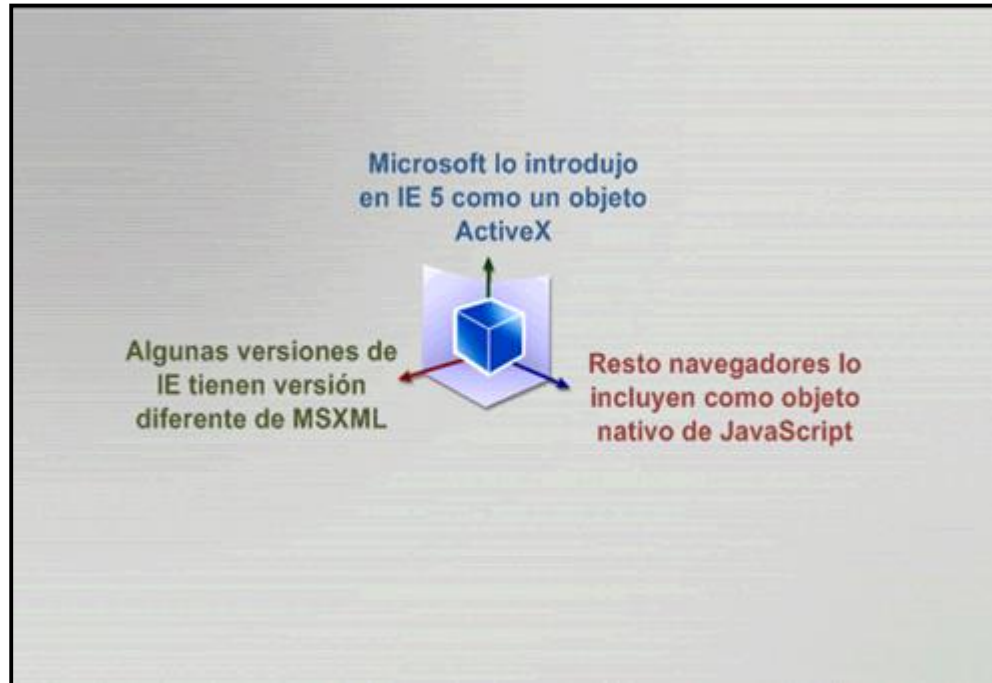 Microsoft lo introdujo
en IE 5 como un objeto
ActiveX
Algunas versiones de
IE tienen versión
diferente de MSXML
Resto navegadores lo
incluyen como objeto
nativo de JavaScript